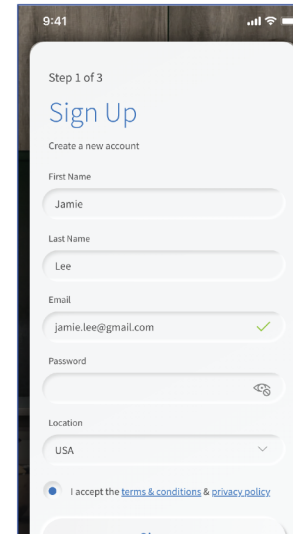 9:41
Step 1 of 3
Sign Up
Create a new account
First Name
Jamie
Last Name
Lee
Email
jamie.lee@gmail.com
Password
Location
USA
I accept the terms & conditions & privacy policy